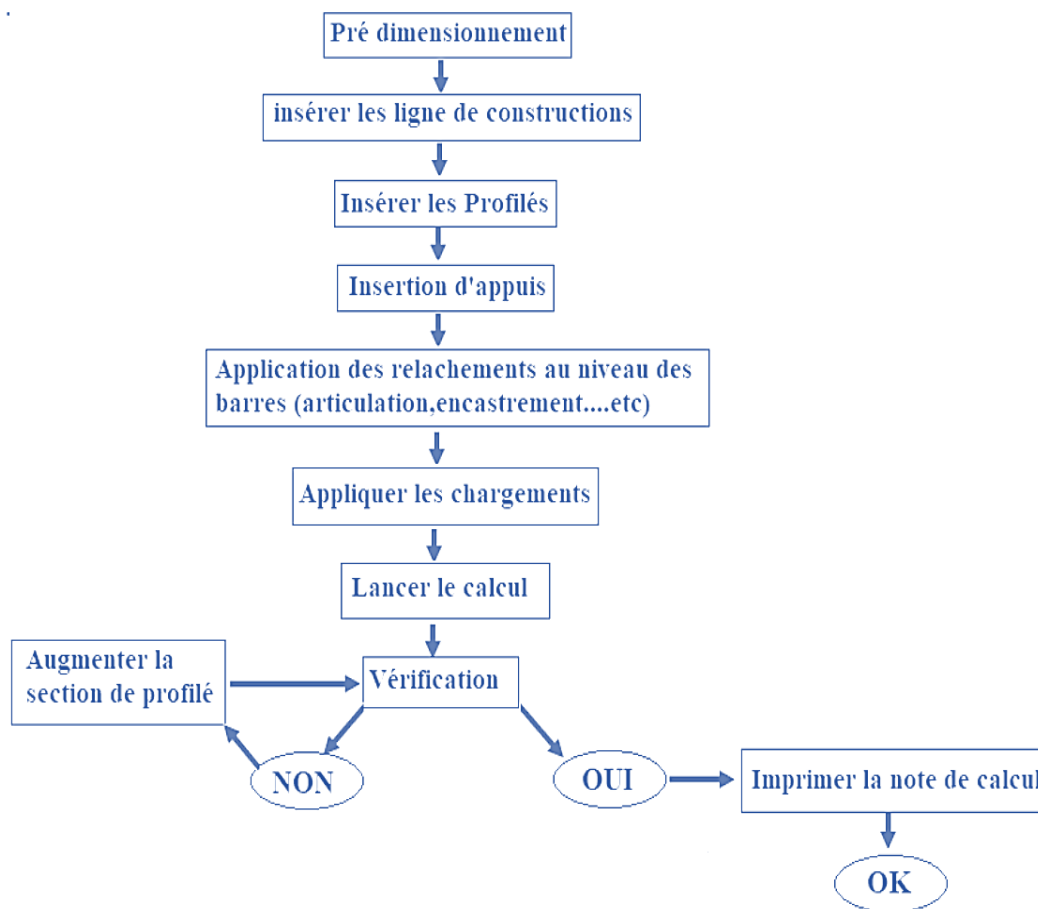 Pré dimensionnement
insérer les ligne de constructions
Insérer les Profilés
Insertion d'appuis
Application des relachements au niveau des
barres (articulation,encastrement....etc)
Appliquer les chargements
Lancer le calcul
Augmenter la
section de profilé
Vérification
NON
OUI
Imprimer la note de calcul
OK